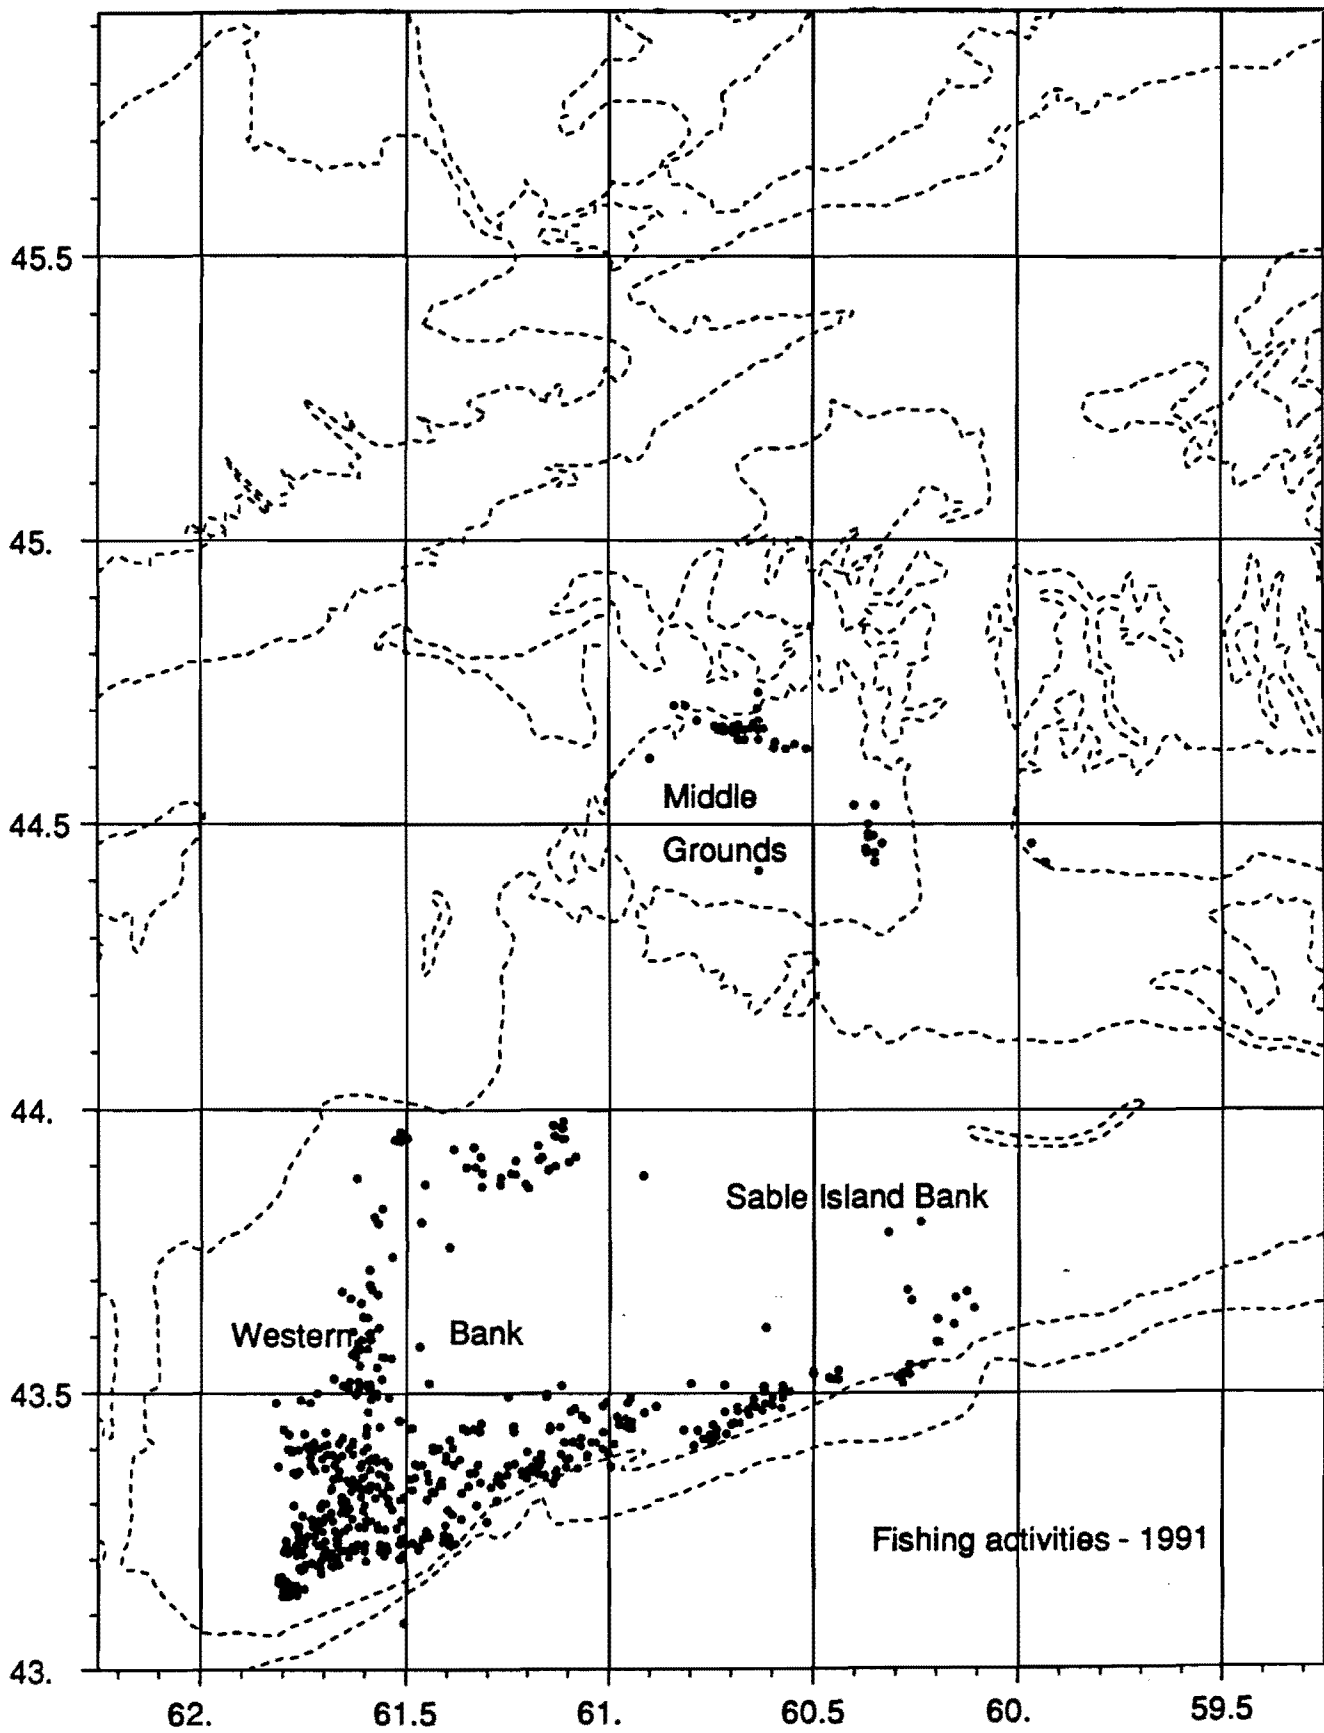 45.5
45.
Middle
44.5
Grounds
44.
Sable Island Bank
Western Bank
43.5
Fishing activities - 1991
43.
62. 61.5 61. 60.5 60. 59.5